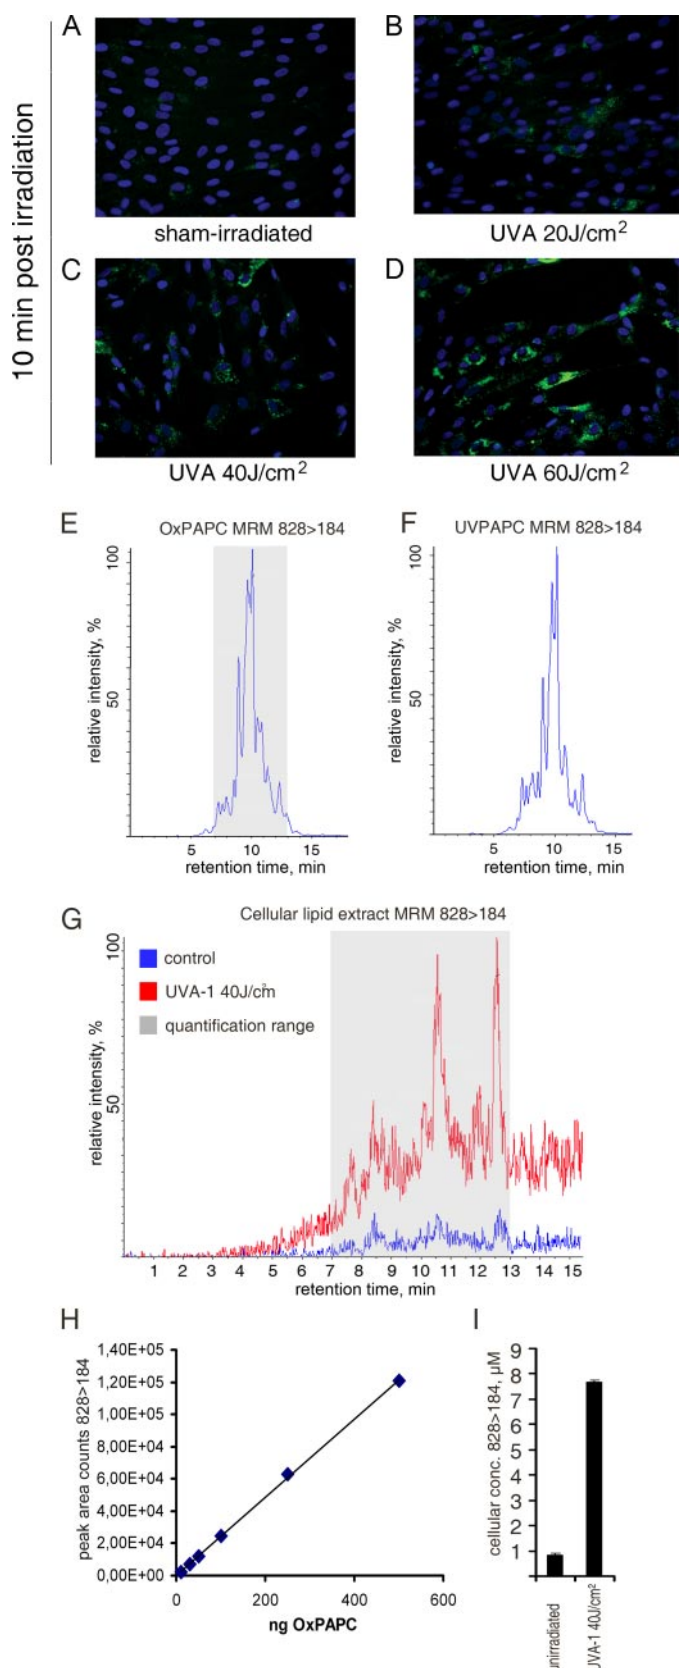 A
B
10 min post irradiation
sham-irradiated
UVA 20J/cm²
C
D
UVA 40J/cm²
UVA 60J/cm²
E
OxPAPC MRM 828>184
F
UVPAPC MRM 828>184
relative intensity, %
100
50
5 10 15
retention time, min
relative intensity, %
100
50
5 10 15
retention time, min
G
Cellular lipid extract MRM 828>184
relative intensity, %
100
50
control
UVA-1 40J/cm²
quantification range
1 2 3 4 5 6 7 8 9 10 11 12 13 14 15
retention time, min
H
peak area counts 828>184
1,40E+05
1,20E+05
1,00E+05
8,00E+04
6,00E+04
4,00E+04
2,00E+04
0,00E+00
0 200 400 600
ng OxPAPC
I
cellular conc. 828>184, µM
9
8
7
6
5
4
3
2
1
unirradiated
UVA-1 40J/cm²